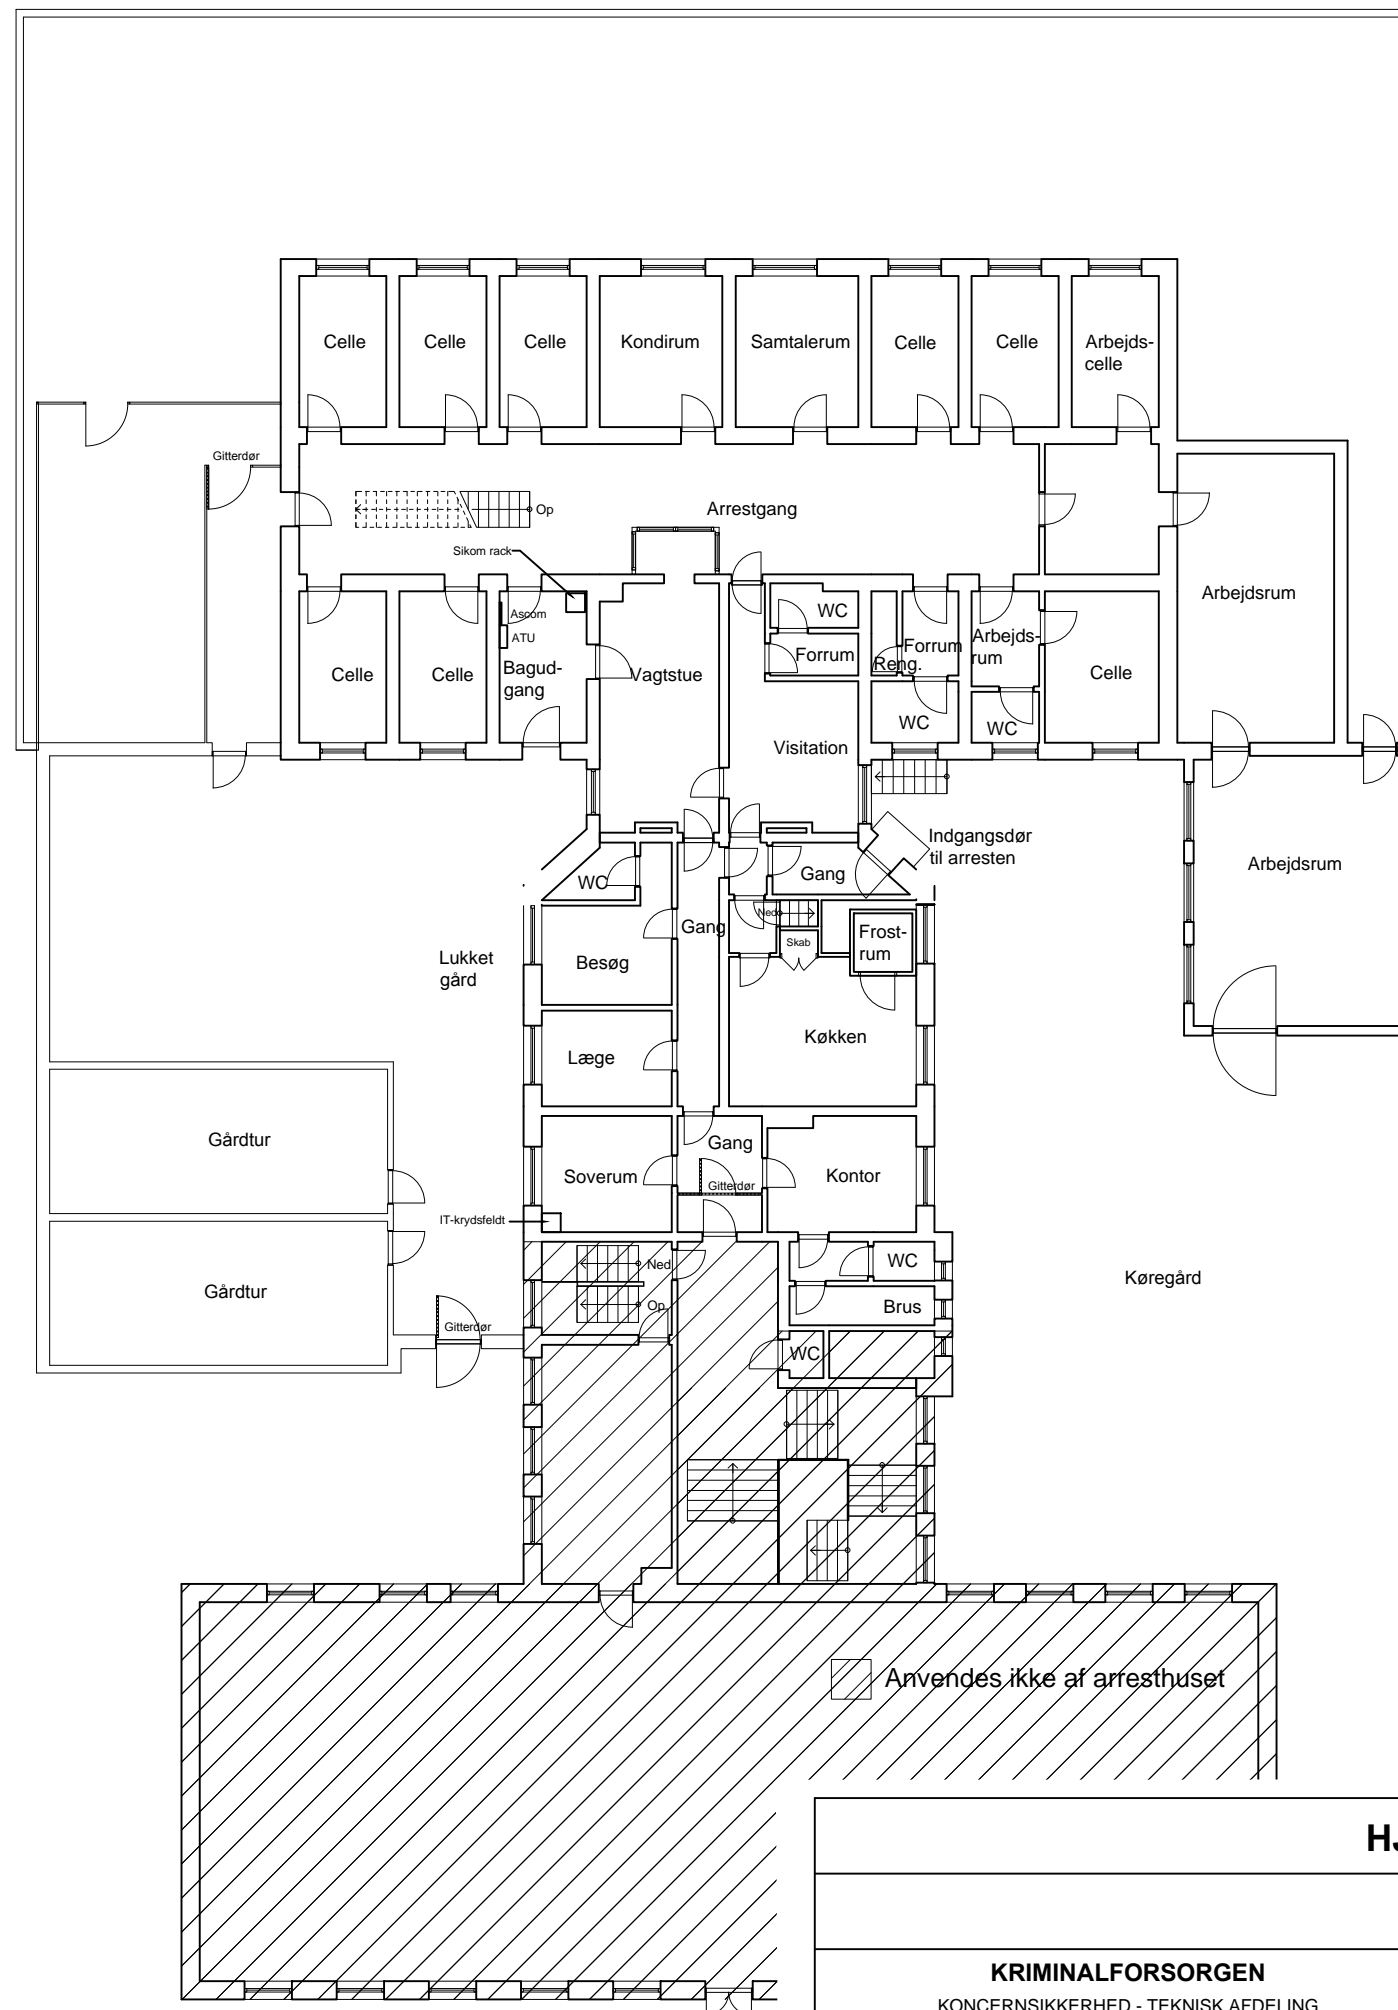 Celle
Celle
Celle
Kondirum
Samtalerum
Celle
Celle
Arbejds-
celle
Gitterdør
Op
Arrestgang
Sikom rack
Arbejdsrum
Ascom
ATU
WC
Forrum
Reng.
Forrum
Arbejds-
rum
Celle
Celle
Bagud-
gang
Vagtstue
Celle
WC
WC
Visitation
Indgangsdør
til arresten
Arbejdsrum
WC
Gang
Gang
Ned
Skab
Frost-
rum
Lukket
gård
Besøg
Køkken
Læge
Gårdtur
Gang
Soverum
Gitterdør
Kontor
IT-krydsfeldt
Ned
WC
Køregård
Gårdtur
Op
Brus
Gitterdør
WC
Anvendes ikke af arresthuset
HJ
KRIMINALFORSORGEN
KONCERNSIKKERHED - TEKNISK AFDELING